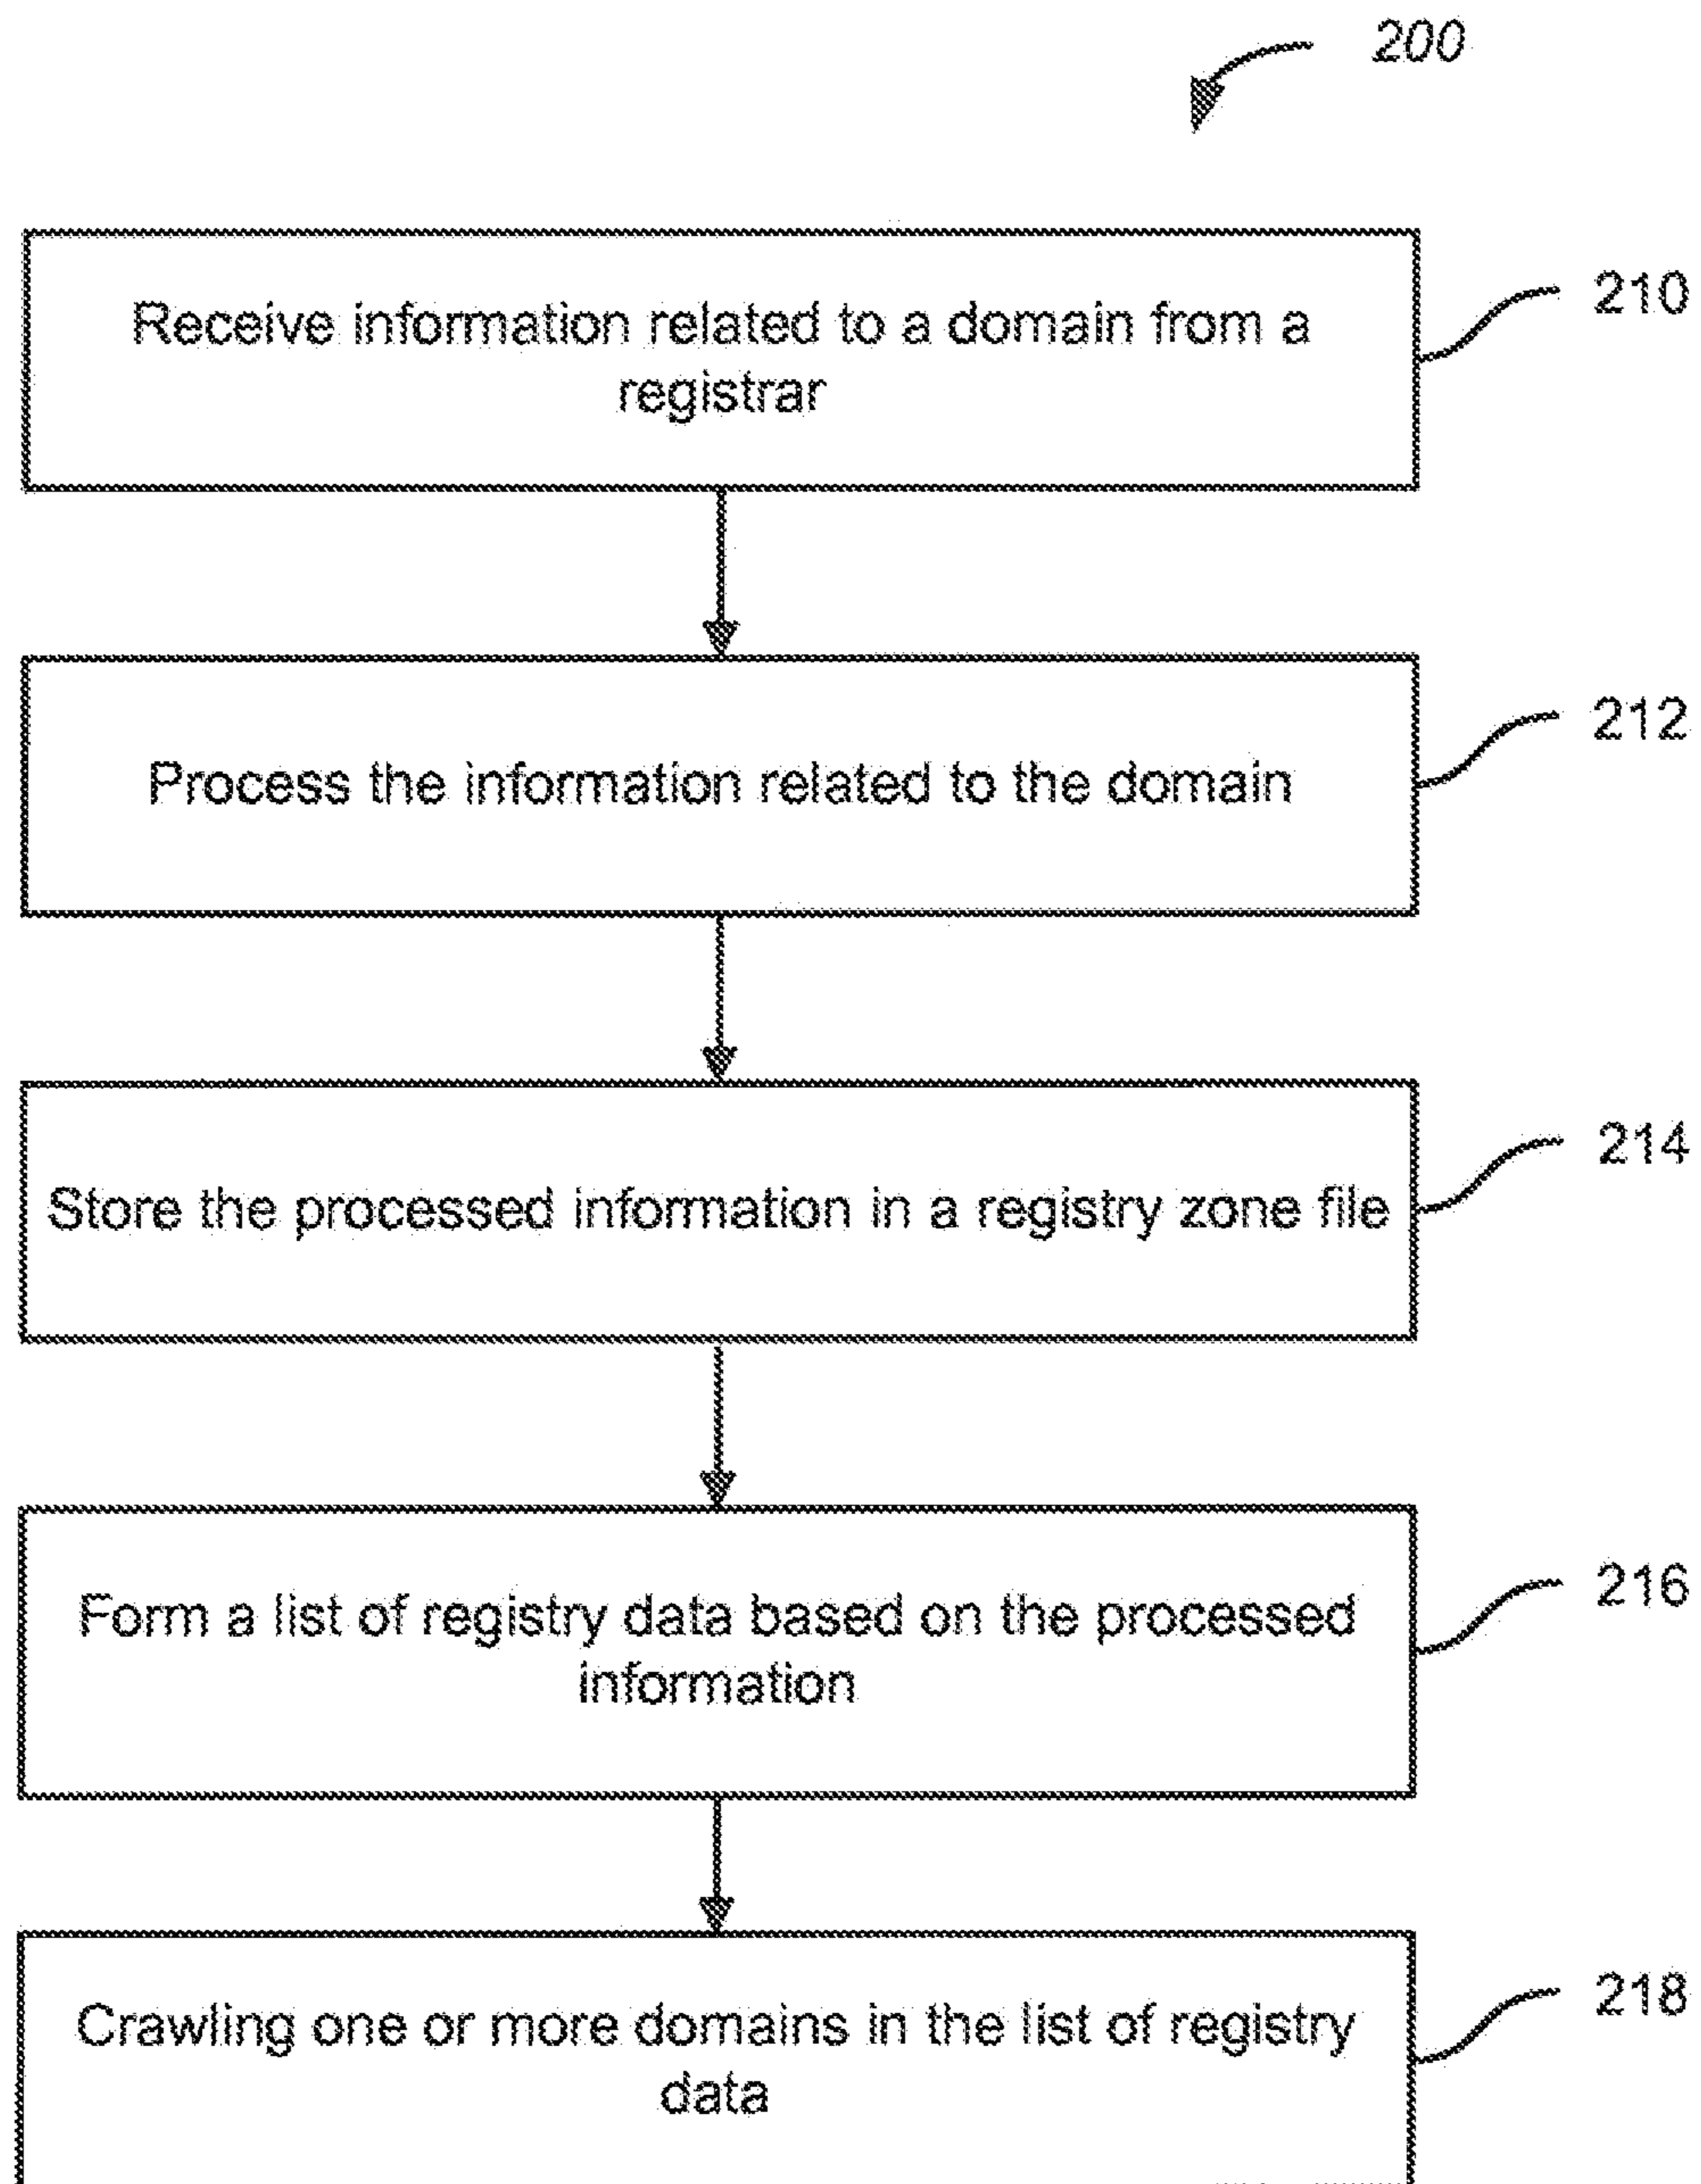 200
Receive information related to a domain from a
registrar
210
Process the information related to the domain
212
Store the processed information in a registry zone file
214
Form a list of registry data based on the processed
information
216
Crawling one or more domains in the list of registry
data
218